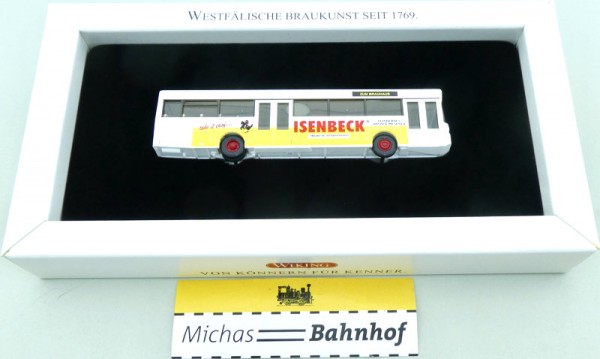 WESTFÄLISCHE BRAUKUNST SEIT 1769.
ISENBECK
WIKING
VON KÖNNERN FÜR KENNER.
Michas Bahnhof